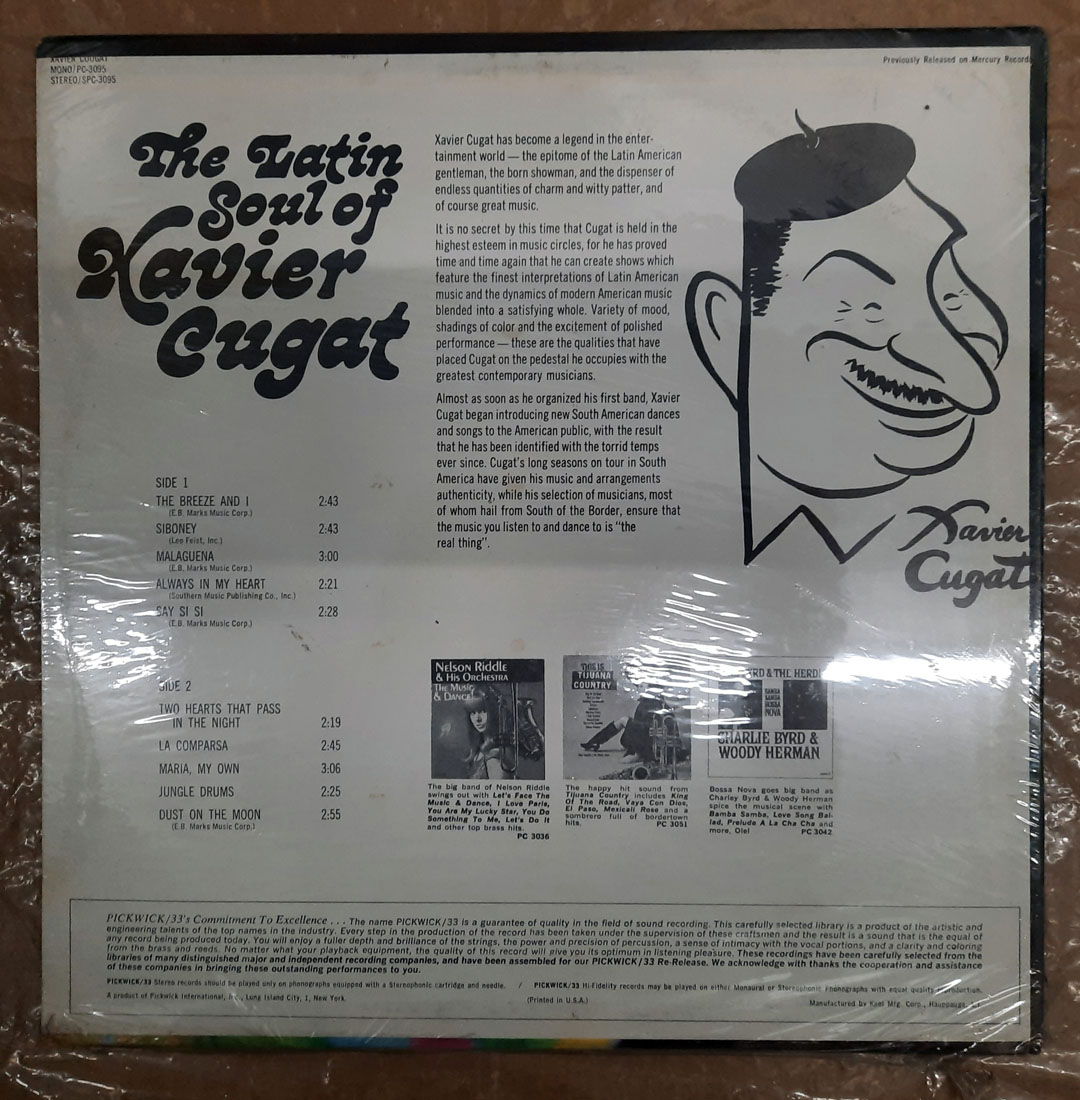 XAVIER CUGAT
MONO/PC-3095
STEREO/SPC-3095
Previously Released on Mercury Records
The Latin
Soul of
Xavier
Cugat
Xavier Cugat has become a legend in the enter-
tainment world — the epitome of the Latin American
gentleman, the born showman, and the dispenser of
endless quantities of charm and witty patter, and
of course great music.
It is no secret by this time that Cugat is held in the
highest esteem in music circles, for he has proved
time and time again that he can create shows which
feature the finest interpretations of Latin American
music and the dynamics of modern American music
blended into a satisfying whole. Variety of mood,
shadings of color and the excitement of polished
performance — these are the qualities that have
placed Cugat on the pedestal he occupies with the
greatest contemporary musicians.
Almost as soon as he organized his first band, Xavier
Cugat began introducing new South American dances
and songs to the American public, with the result
that he has been identified with the torrid temps
ever since. Cugat's long seasons on tour in South
America have given his music and arrangements
authenticity, while his selection of musicians, most
of whom hail from South of the Border, ensure that
the music you listen to and dance to is "the
real thing".
Xavier
Cugat
SIDE 1
THE BREEZE AND I 2:43
(E.B. Marks Music Corp.)
SIBONEY 2:43
(Leo Feist, Inc.)
MALAGUENA 3:00
(E.B. Marks Music Corp.)
ALWAYS IN MY HEART 2:21
(Southern Music Publishing Co., Inc.)
SAY SI SI 2:28
(E.B. Marks Music Corp.)
SIDE 2
TWO HEARTS THAT PASS
IN THE NIGHT 2:19
LA COMPARSA 2:45
MARIA, MY OWN 3:06
JUNGLE DRUMS 2:25
DUST ON THE MOON 2:55
(E.B. Marks Music Corp.)
Nelson Riddle
& His Orchestra
The Music
& Dance!
The big band of Nelson Riddle
swings out with Let's Face The
Music & Dance, I Love Paris,
You Are My Lucky Star, You Do
Something To Me, Let's Do It
and other top brass hits.
PC 3036
THIS IS
TIJUANA
COUNTRY
The happy hit sound from
Tijuana Country includes King
Of The Road, Vaya Con Dios,
El Paso, Mexicali Rose and a
sombrero full of bordertown
hits. PC 3051
BYRD & THE HERD
SAMBA
BOSSA
NOVA
CHARLIE BYRD &
WOODY HERMAN
Bossa Nova goes big band as
Charley Byrd & Woody Herman
spice the musical scene with
Bamba Samba, Love Song Bal-
lad, Prelude A La Cha Cha and
more, Ole! PC 3042
PICKWICK/33's Commitment To Excellence . . . The name PICKWICK/33 is a guarantee of quality in the field of sound recording. This carefully selected library is a product of the artistic and
engineering talents of the top names in the industry. Every step in the production of the record has been taken under the supervision of these craftsmen and the result is a sound that is the equal of
any record being produced today. You will enjoy a fuller depth and brilliance of the strings, the power and precision of percussion, a sense of intimacy with the vocal portions, and a clarity and coloring
from the brass and reeds. No matter what your playback equipment, the quality of this record will give you its optimum in listening pleasure. These recordings have been carefully selected from the
libraries of many distinguished major and independent recording companies, and have been assembled for our PICKWICK/33 Re-Release. We acknowledge with thanks the cooperation and assistance
of these companies in bringing these outstanding performances to you.
PICKWICK/33 Stereo records should be played only on phonographs equipped with a Stereophonic cartridge and needle. / PICKWICK/33 Hi-Fidelity records may be played on either Monaural or Stereophonic Phonographs with equal quality reproduction.
A product of Pickwick International, Inc., Long Island City, 1, New York. (Printed in U.S.A.) Manufactured by Keel Mfg. Corp., Hauppauge,